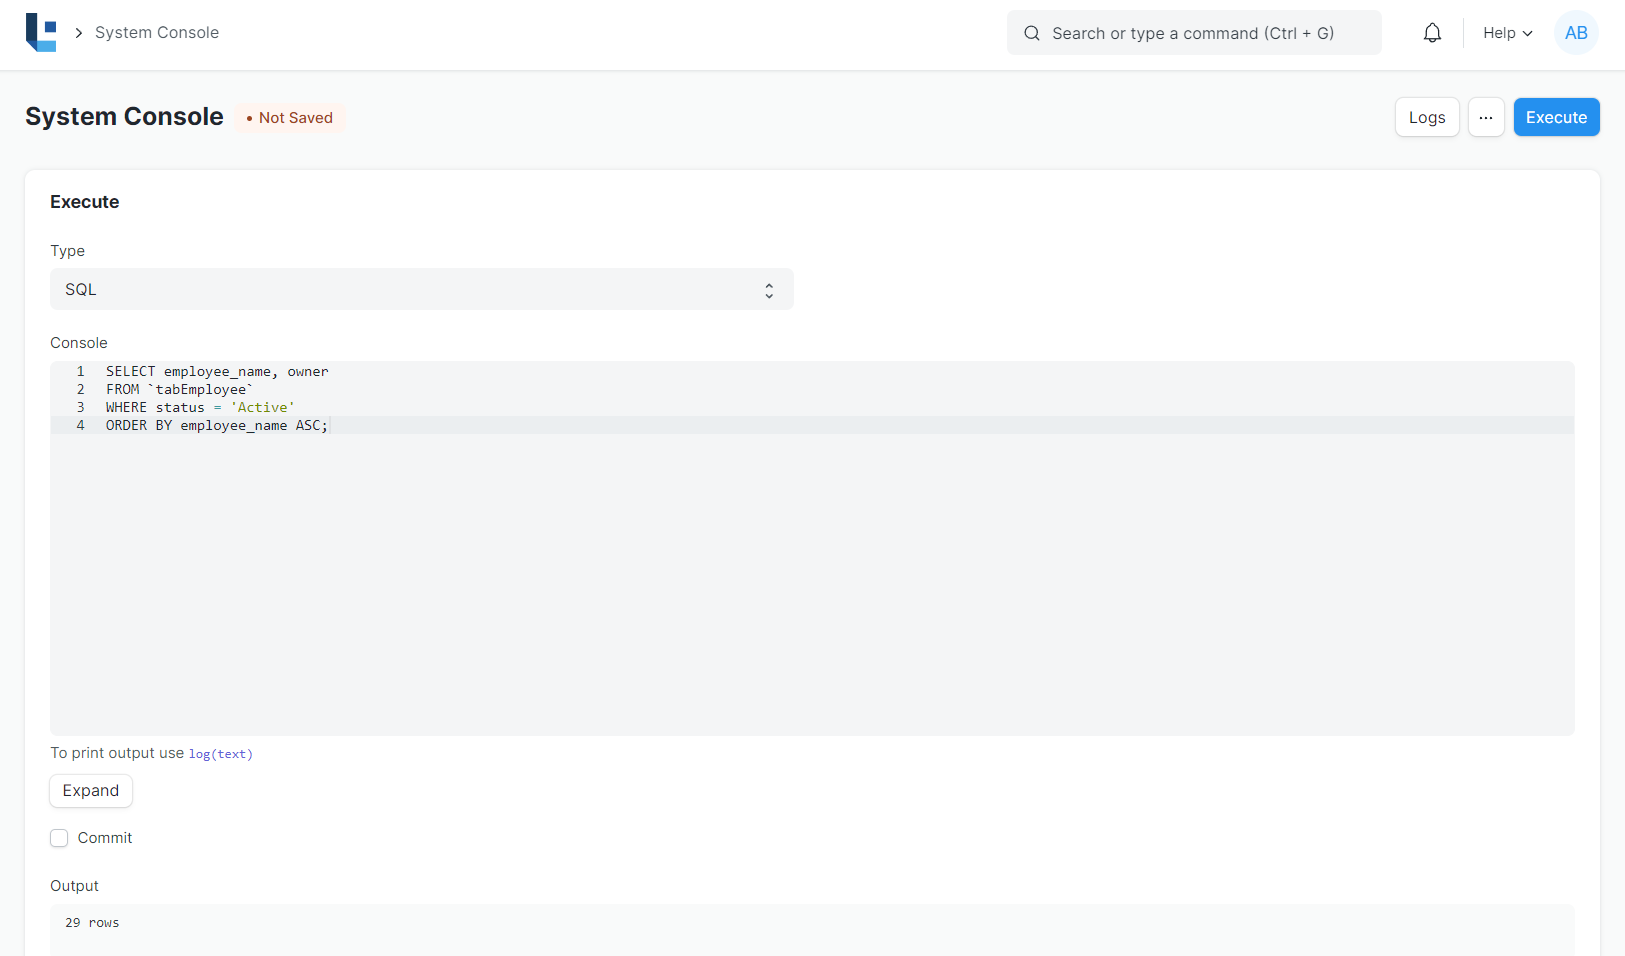 System Console
Search or type a command (Ctrl + G)
Help
AB
System Console
• Not Saved
Logs
...
Execute
Execute
Type
SQL
Console
1 SELECT employee_name, owner
2 FROM `tabEmployee`
3 WHERE status = 'Active'
4 ORDER BY employee_name ASC;
To print output use log(text)
Expand
Commit
Output
29 rows